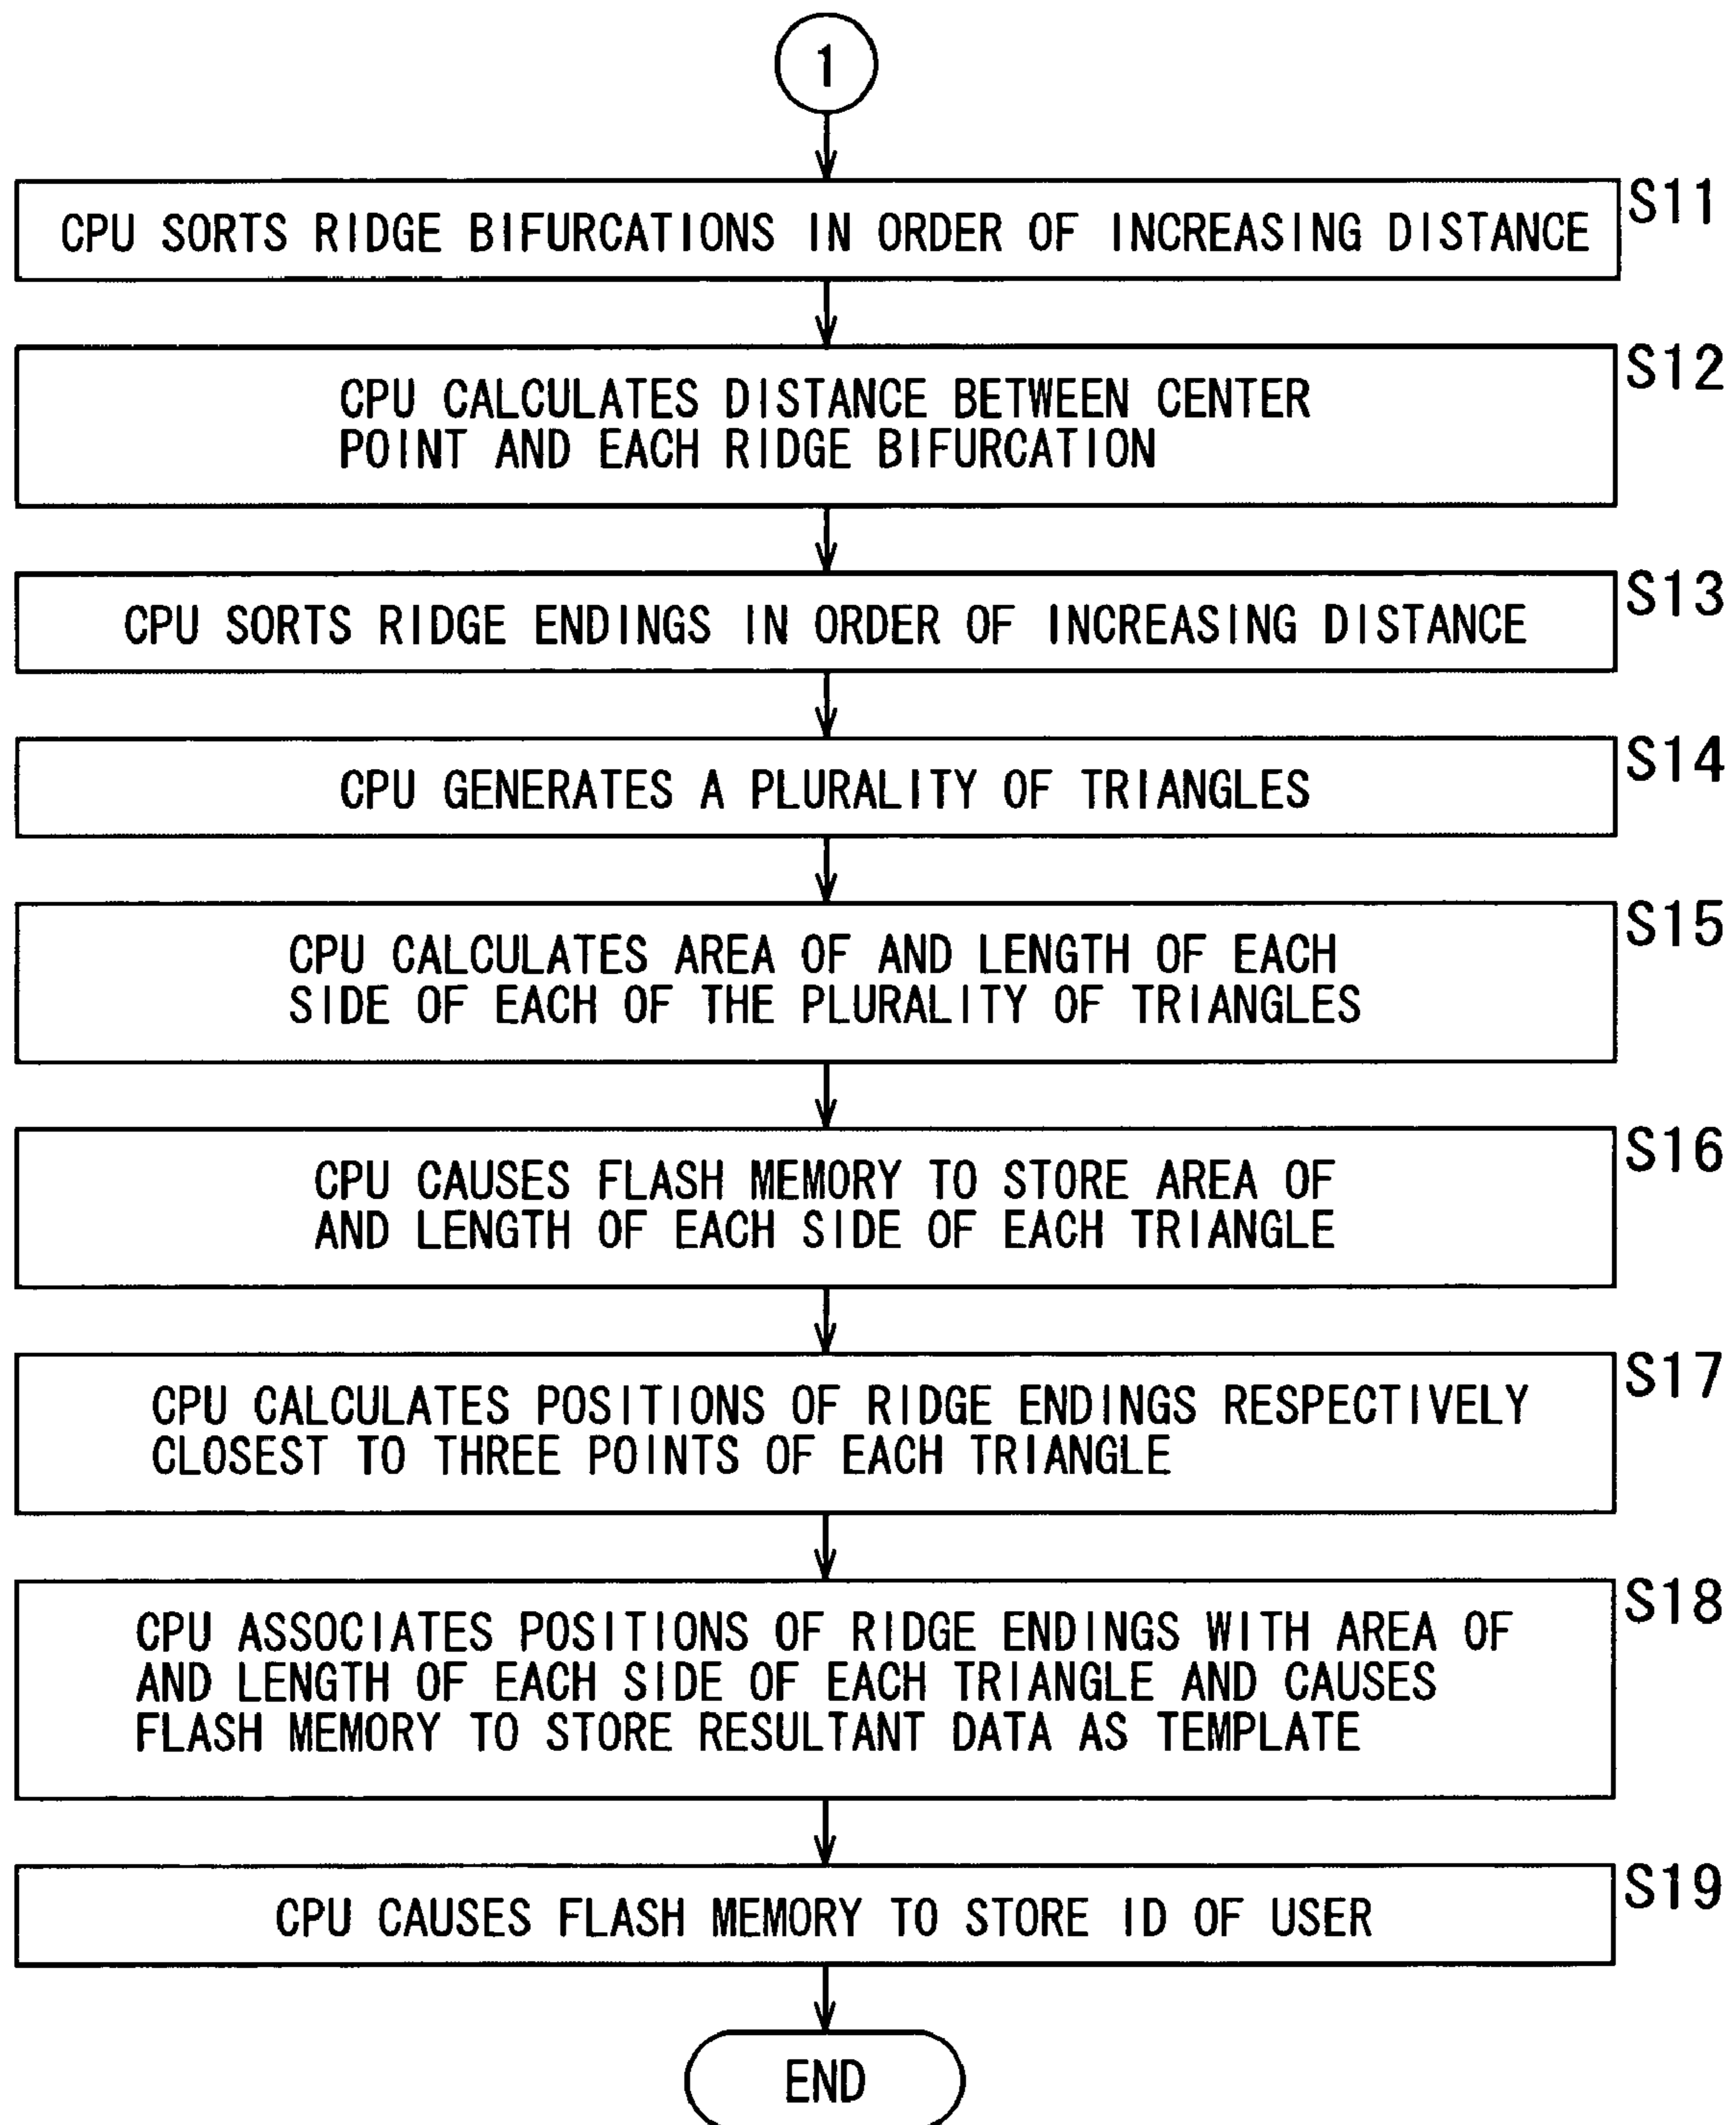 1
S11
CPU SORTS RIDGE BIFURCATIONS IN ORDER OF INCREASING DISTANCE
S12
CPU CALCULATES DISTANCE BETWEEN CENTER
POINT AND EACH RIDGE BIFURCATION
S13
CPU SORTS RIDGE ENDINGS IN ORDER OF INCREASING DISTANCE
S14
CPU GENERATES A PLURALITY OF TRIANGLES
S15
CPU CALCULATES AREA OF AND LENGTH OF EACH
SIDE OF EACH OF THE PLURALITY OF TRIANGLES
S16
CPU CAUSES FLASH MEMORY TO STORE AREA OF
AND LENGTH OF EACH SIDE OF EACH TRIANGLE
S17
CPU CALCULATES POSITIONS OF RIDGE ENDINGS RESPECTIVELY
CLOSEST TO THREE POINTS OF EACH TRIANGLE
S18
CPU ASSOCIATES POSITIONS OF RIDGE ENDINGS WITH AREA OF
AND LENGTH OF EACH SIDE OF EACH TRIANGLE AND CAUSES
FLASH MEMORY TO STORE RESULTANT DATA AS TEMPLATE
S19
CPU CAUSES FLASH MEMORY TO STORE ID OF USER
END